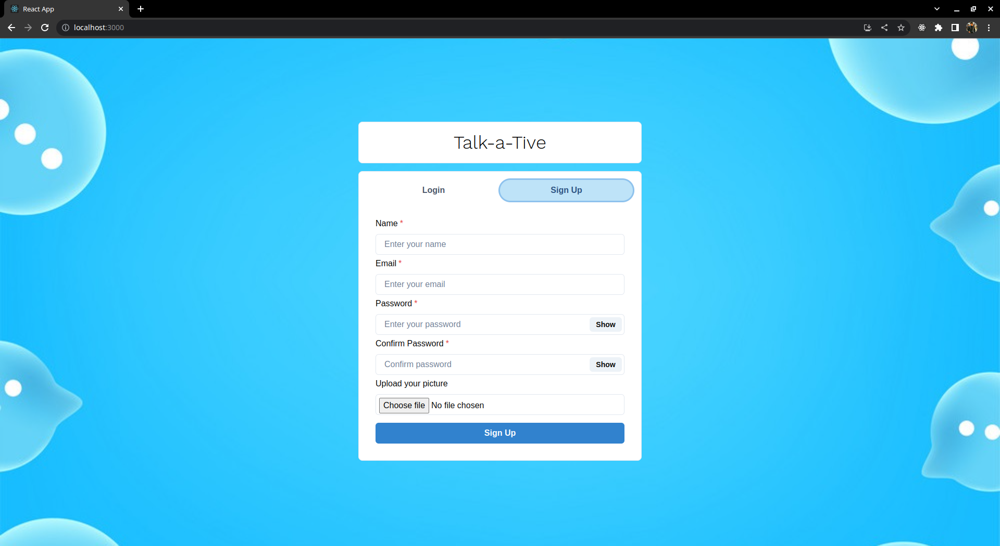 React App
localhost:3000
Talk-a-Tive
Login
Sign Up
Name *
Enter your name
Email *
Enter your email
Password *
Enter your password
Show
Confirm Password *
Confirm password
Show
Upload your picture
Choose file No file chosen
Sign Up